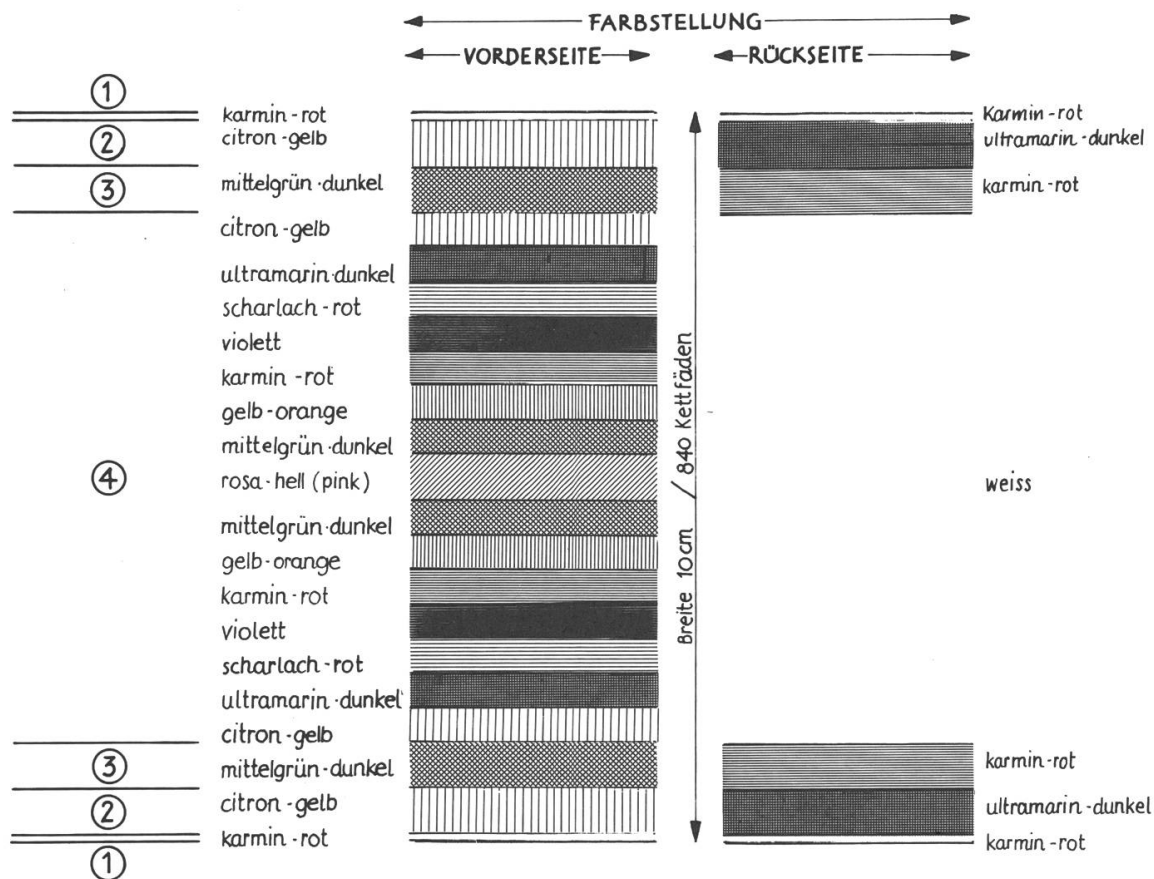 FARBSTELLUNG
VORDERSEITE RÜCKSEITE
① karmin-rot Karmin-rot
② citron-gelb ultramarin-dunkel
③ mittelgrün-dunkel karmin-rot
citron-gelb
ultramarin-dunkel
scharlach-rot
violett
karmin-rot
gelb-orange
mittelgrün-dunkel
④ rosa-hell (pink) weiss
mittelgrün-dunkel
gelb-orange
karmin-rot
violett
scharlach-rot
ultramarin-dunkel
citron-gelb
③ mittelgrün-dunkel karmin-rot
② citron-gelb ultramarin-dunkel
karmin-rot karmin-rot
①
Breite 10cm / 840 Kettfäden